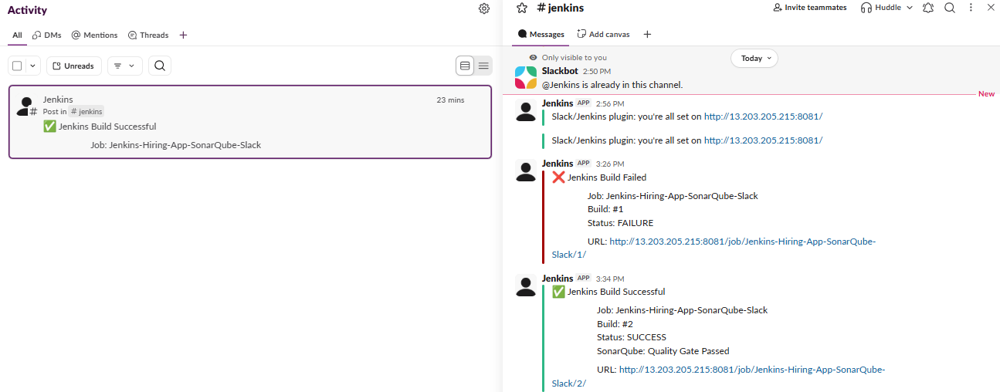 Activity
All
DMs
Mentions
Threads
Unreads
Jenkins
23 mins
Post in # jenkins
✅ Jenkins Build Successful
Job: Jenkins-Hiring-App-SonarQube-Slack
# jenkins
Invite teammates
Huddle
Messages
Add canvas
Today
Only visible to you
Slackbot 2:50 PM
@Jenkins is already in this channel.
New
Jenkins APP 2:56 PM
Slack/Jenkins plugin: you're all set on http://13.203.205.215:8081/
Slack/Jenkins plugin: you're all set on http://13.203.205.215:8081/
Jenkins APP 3:26 PM
❌ Jenkins Build Failed
Job: Jenkins-Hiring-App-SonarQube-Slack
Build: #1
Status: FAILURE
URL: http://13.203.205.215:8081/job/Jenkins-Hiring-App-SonarQube-
Slack/1/
Jenkins APP 3:34 PM
✅ Jenkins Build Successful
Job: Jenkins-Hiring-App-SonarQube-Slack
Build: #2
Status: SUCCESS
SonarQube: Quality Gate Passed
URL: http://13.203.205.215:8081/job/Jenkins-Hiring-App-SonarQube-
Slack/2/